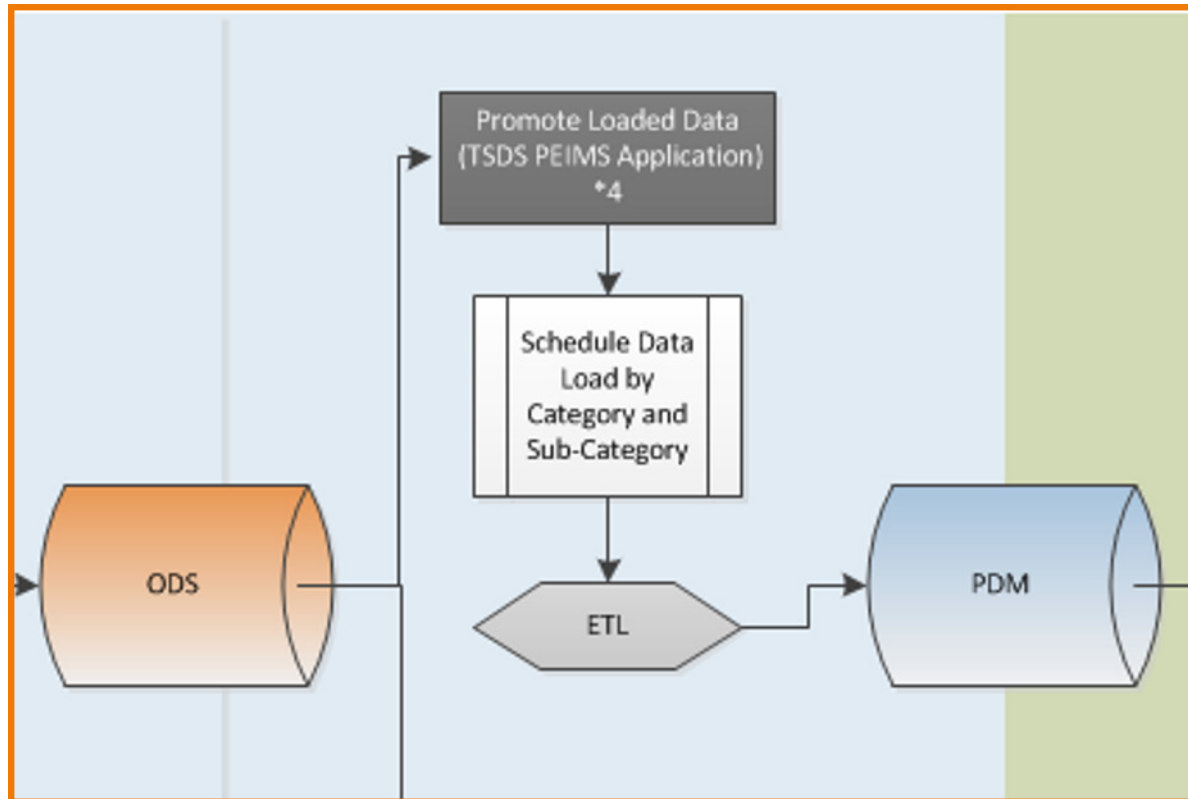 Promote Loaded Data
(TSDS PEIMS Application)
*4
Schedule Data
Load by
Category and
Sub-Category
ODS
ETL
PDM